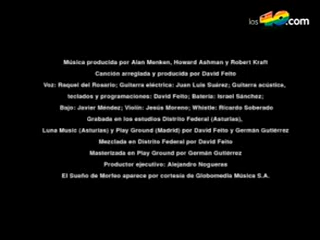 los 40.com
Música producida por Alan Menken, Howard Ashman y Robert Kraft
Canción arreglada y producida por David Feito
Voz: Raquel del Rosario; Guitarra eléctrica: Juan Luis Suárez; Guitarra acústica,
teclados y programaciones: David Feito; Batería: Israel Sánchez;
Bajo: Javier Méndez; Violín: Jesús Moreno; Whistle: Ricardo Soberado
Grabada en los estudios Distrito Federal (Asturias),
Luna Music (Asturias) y Play Ground (Madrid) por David Feito y Germán Gutiérrez
Mezclada en Distrito Federal por David Feito
Masterizada en Play Ground por Germán Gutiérrez
Productor ejecutivo: Alejandro Nogueras
El Sueño de Morfeo aparece por cortesía de Globomedia Música S.A.